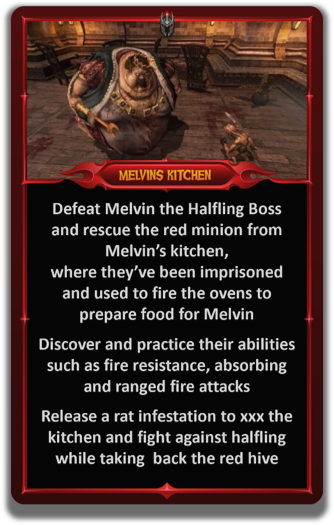 MELVINS KITCHEN
Defeat Melvin the Halfling Boss
and rescue the red minion from
Melvin's kitchen,
where they've been imprisoned
and used to fire the ovens to
prepare food for Melvin
Discover and practice their abilities
such as fire resistance, absorbing
and ranged fire attacks
Release a rat infestation to xxx the
kitchen and fight against halfling
while taking back the red hive